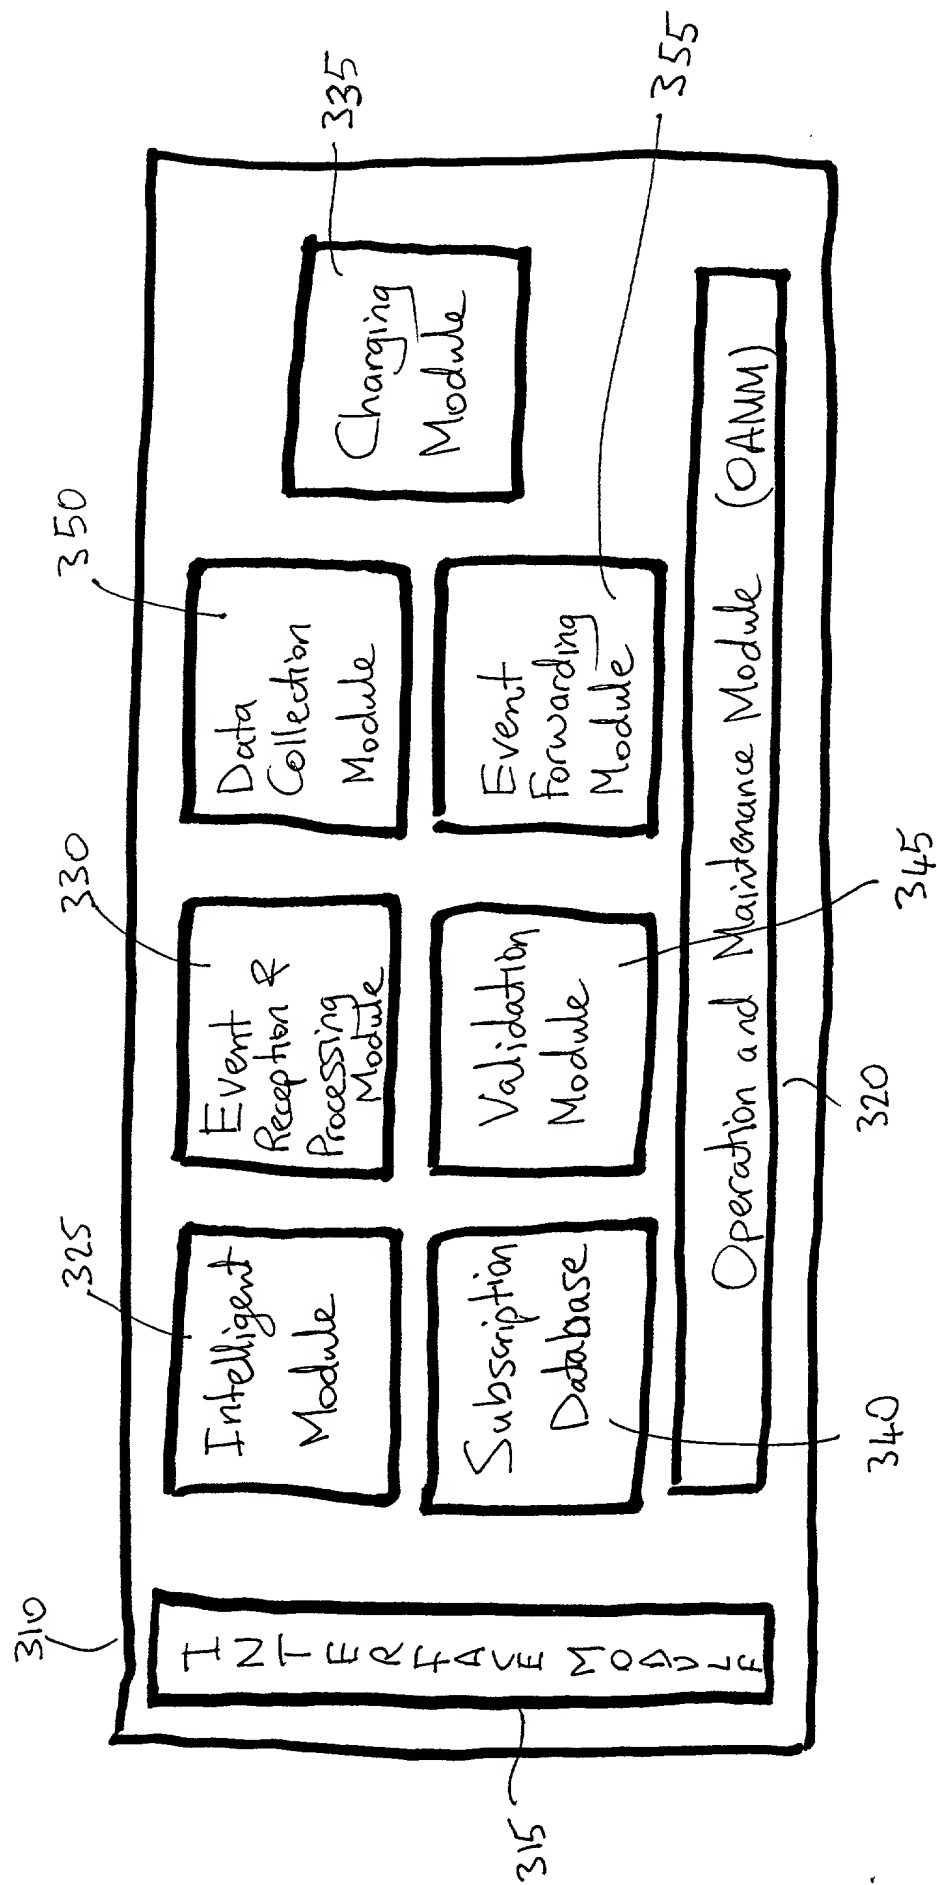 310
325
330
350
335
INTERFACE MODULE
Intelligent
Module
Event
Reception &
Processing
Module
Data
Collection
Module
Charging
Module
Subscription
Database
Validation
Module
Event
Forwarding
Module
Operation and Maintenance Module (OAMM)
315
340
320
345
355